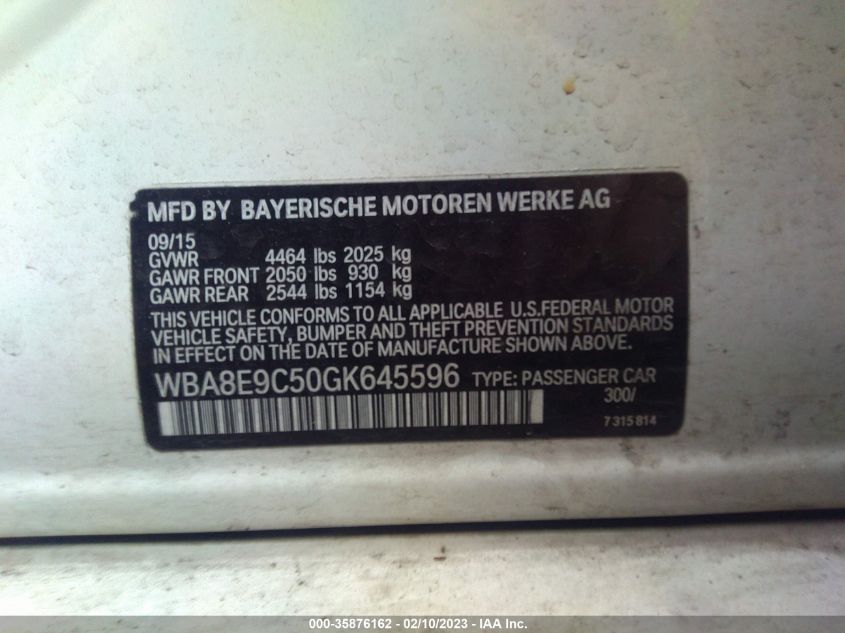 MFD BY BAYERISCHE MOTOREN WERKE AG
09/15
GVWR 4464 lbs 2025 kg
GAWR FRONT 2050 lbs 930 kg
GAWR REAR 2544 lbs 1154 kg
THIS VEHICLE CONFORMS TO ALL APPLICABLE U.S.FEDERAL MOTOR
VEHICLE SAFETY, BUMPER AND THEFT PREVENTION STANDARDS
IN EFFECT ON THE DATE OF MANUFACTURE SHOWN ABOVE.
WBA8E9C50GK645596 TYPE: PASSENGER CAR
300/
7315814
000-35876162 - 02/10/2023 - IAA Inc.